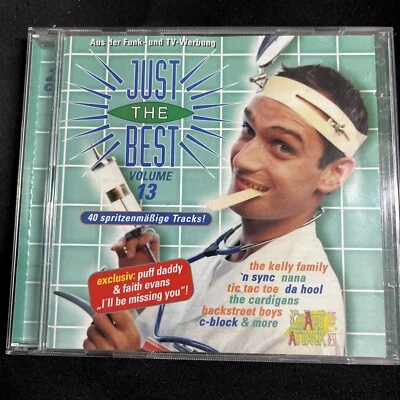 Aus der Funk- und TV-Werbung
JUST
THE
BEST
VOLUME
13
40 spritzenmäßige Tracks!
exclusiv: puff daddy
& faith evans
„I´ll be missing you"!
the kelly family
'n sync nana
tic tac toe da hool
the cardigans
backstreet boys
c-block & more